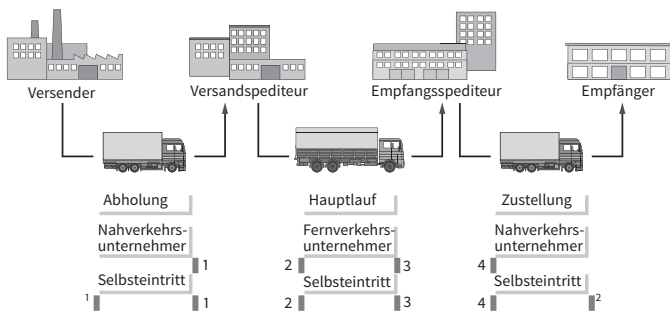 Versender
Versandspediteur
Empfangsspediteur
Empfänger
Abholung
Hauptlauf
Zustellung
Nahverkehrs-
unternehmer
Fernverkehrs-
unternehmer
Nahverkehrs-
unternehmer
1
2
3
4
Selbsteintritt
Selbsteintritt
Selbsteintritt
1
1
2
3
4
2